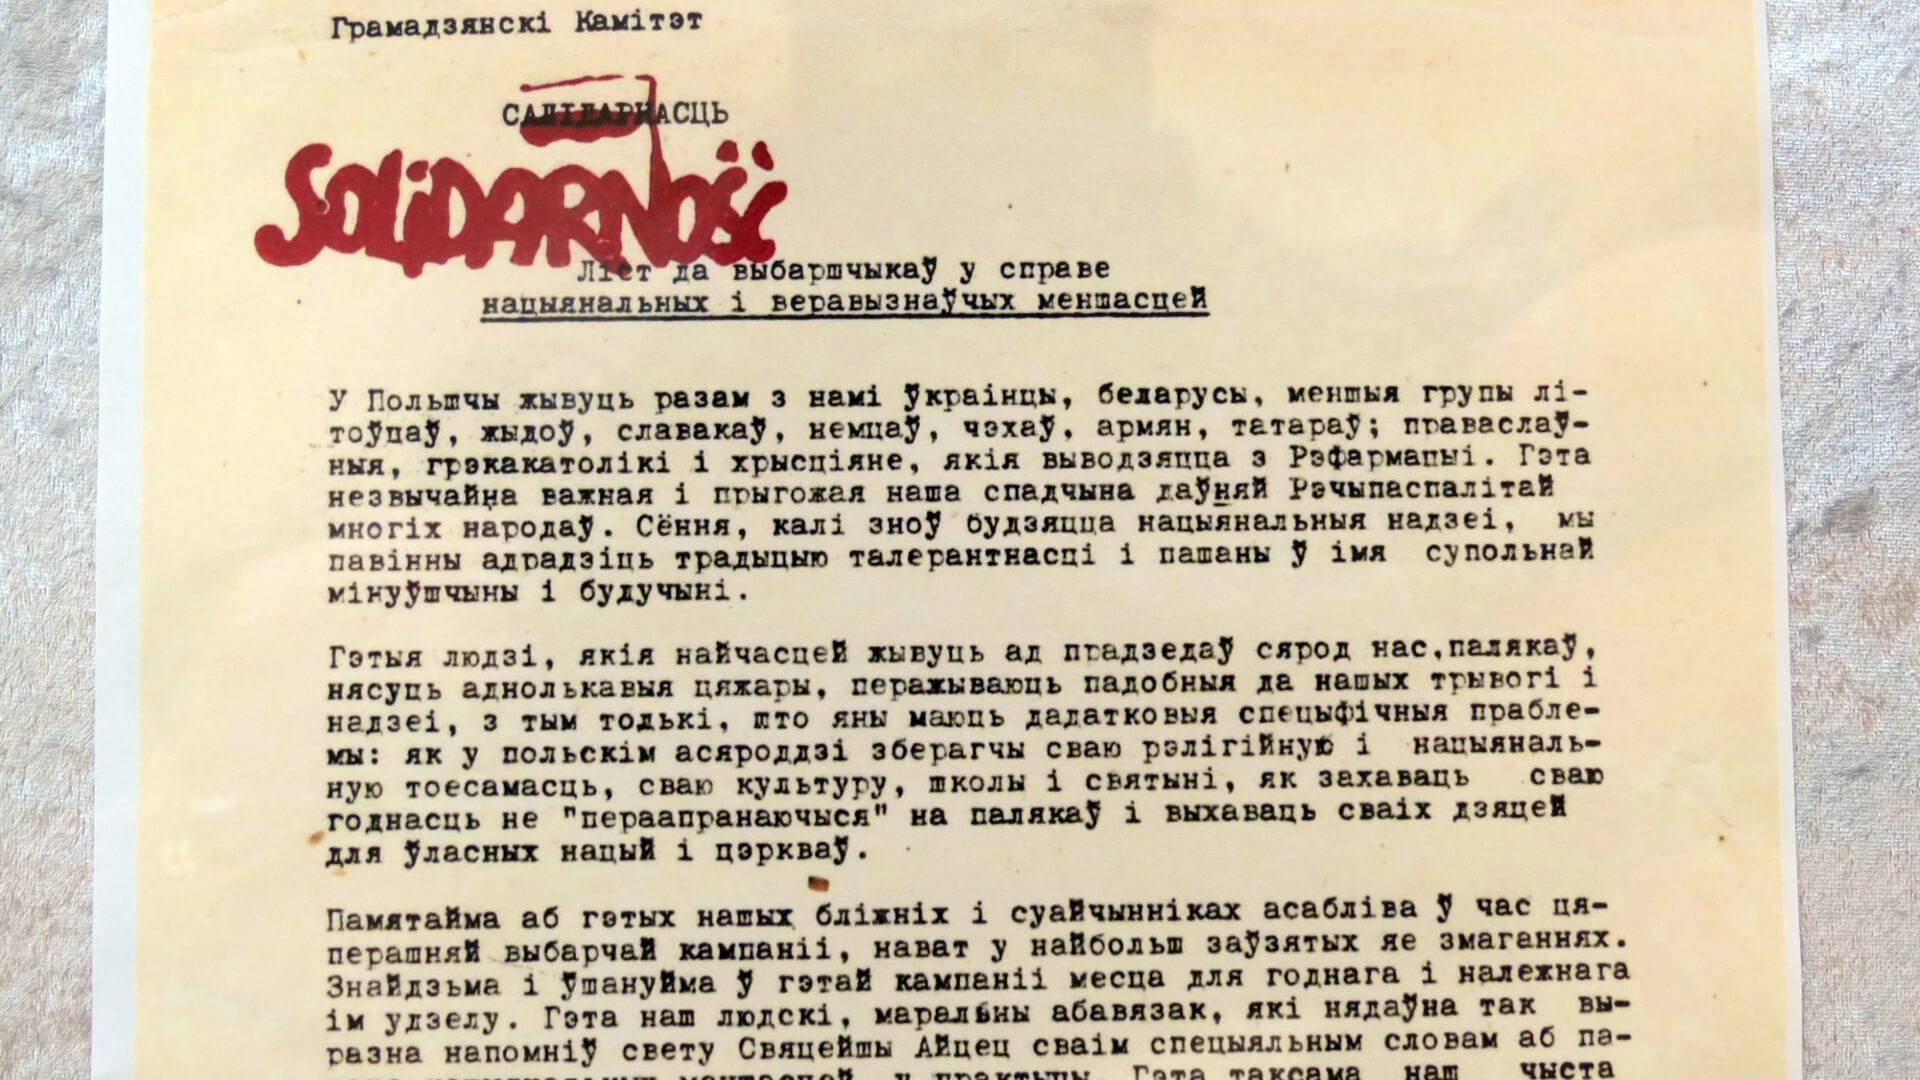 Грамадзянскі Камітэт
САЛІДАРНАСЦЬ
SOLIDARNOŚĆ
Ліст да выбаршчыкаў у справе
нацыянальных і веравызнаўчых меншасцей
У Польшчы жывуць разам з намі ўкраінцы, беларусы, меншыя групы лі-
тоўцаў, жыдоў, славакаў, немцаў, чэхаў, армян, татараў; праваслаў-
ныя, грэкакатолікі і хрысціяне, якія выводзяцца з Рэфармацыі. Гэта
незвычайна важная і прыгожая наша спадчына даўняй Рэчыпаспалітай
многіх народаў. Сёння, калі зноў будзяцца нацыянальныя надзеі, мы
павінны адрадзіць традыцыю талерантнасці і пашаны ў імя супольнай
мінуўшчыны і будучыні.
Гэтыя людзі, якія найчасцей жывуць ад прадзедаў сярод нас,палякаў,
нясуць аднолькавыя цяжары, перажываюць падобныя да нашых трывогі і
надзеі, з тым толькі, што яны маюць дадатковыя спецыфічныя прабле-
мы: як у польскім асяроддзі зберагчы сваю рэлігійную і нацыяналь-
ную тоесамасць, сваю культуру, школы і святыні, як захаваць сваю
годнасць не "пераапранаючыся" на палякаў і выхаваць сваіх дзяцей
для ўласных нацый і цэркваў.
Памятайма аб гэтых нашых бліжніх і суайчынніках асабліва ў час ця-
перашняй выбарчай кампаніі, нават у найбольш заўзятых яе змаганнях.
Знайдзьма і ўшануйма ў гэтай кампаніі месца для годнага і належнага
ім удзелу. Гэта наш людскі, маральны абавязак, які нядаўна так вы-
разна напомніў свету Свяцейшы Айцец сваім спецыяльным словам аб па-
меншасцей у практыцы. Гэта таксама наш чыста